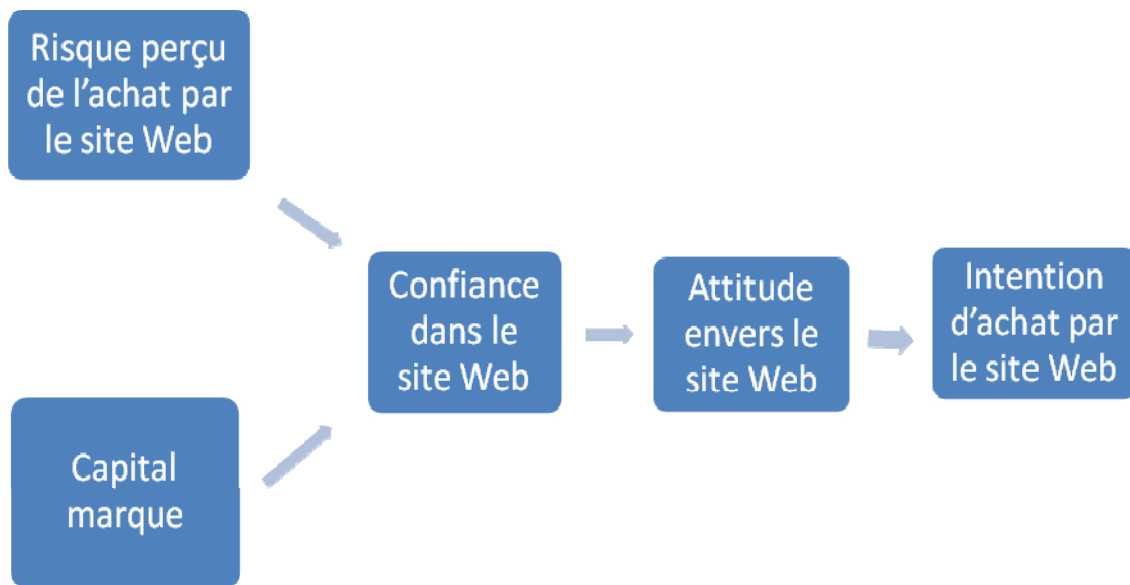 Risque perçu
de l'achat par
le site Web
Capital
marque
Confiance
dans le
site Web
Attitude
envers le
site Web
Intention
d'achat par
le site Web